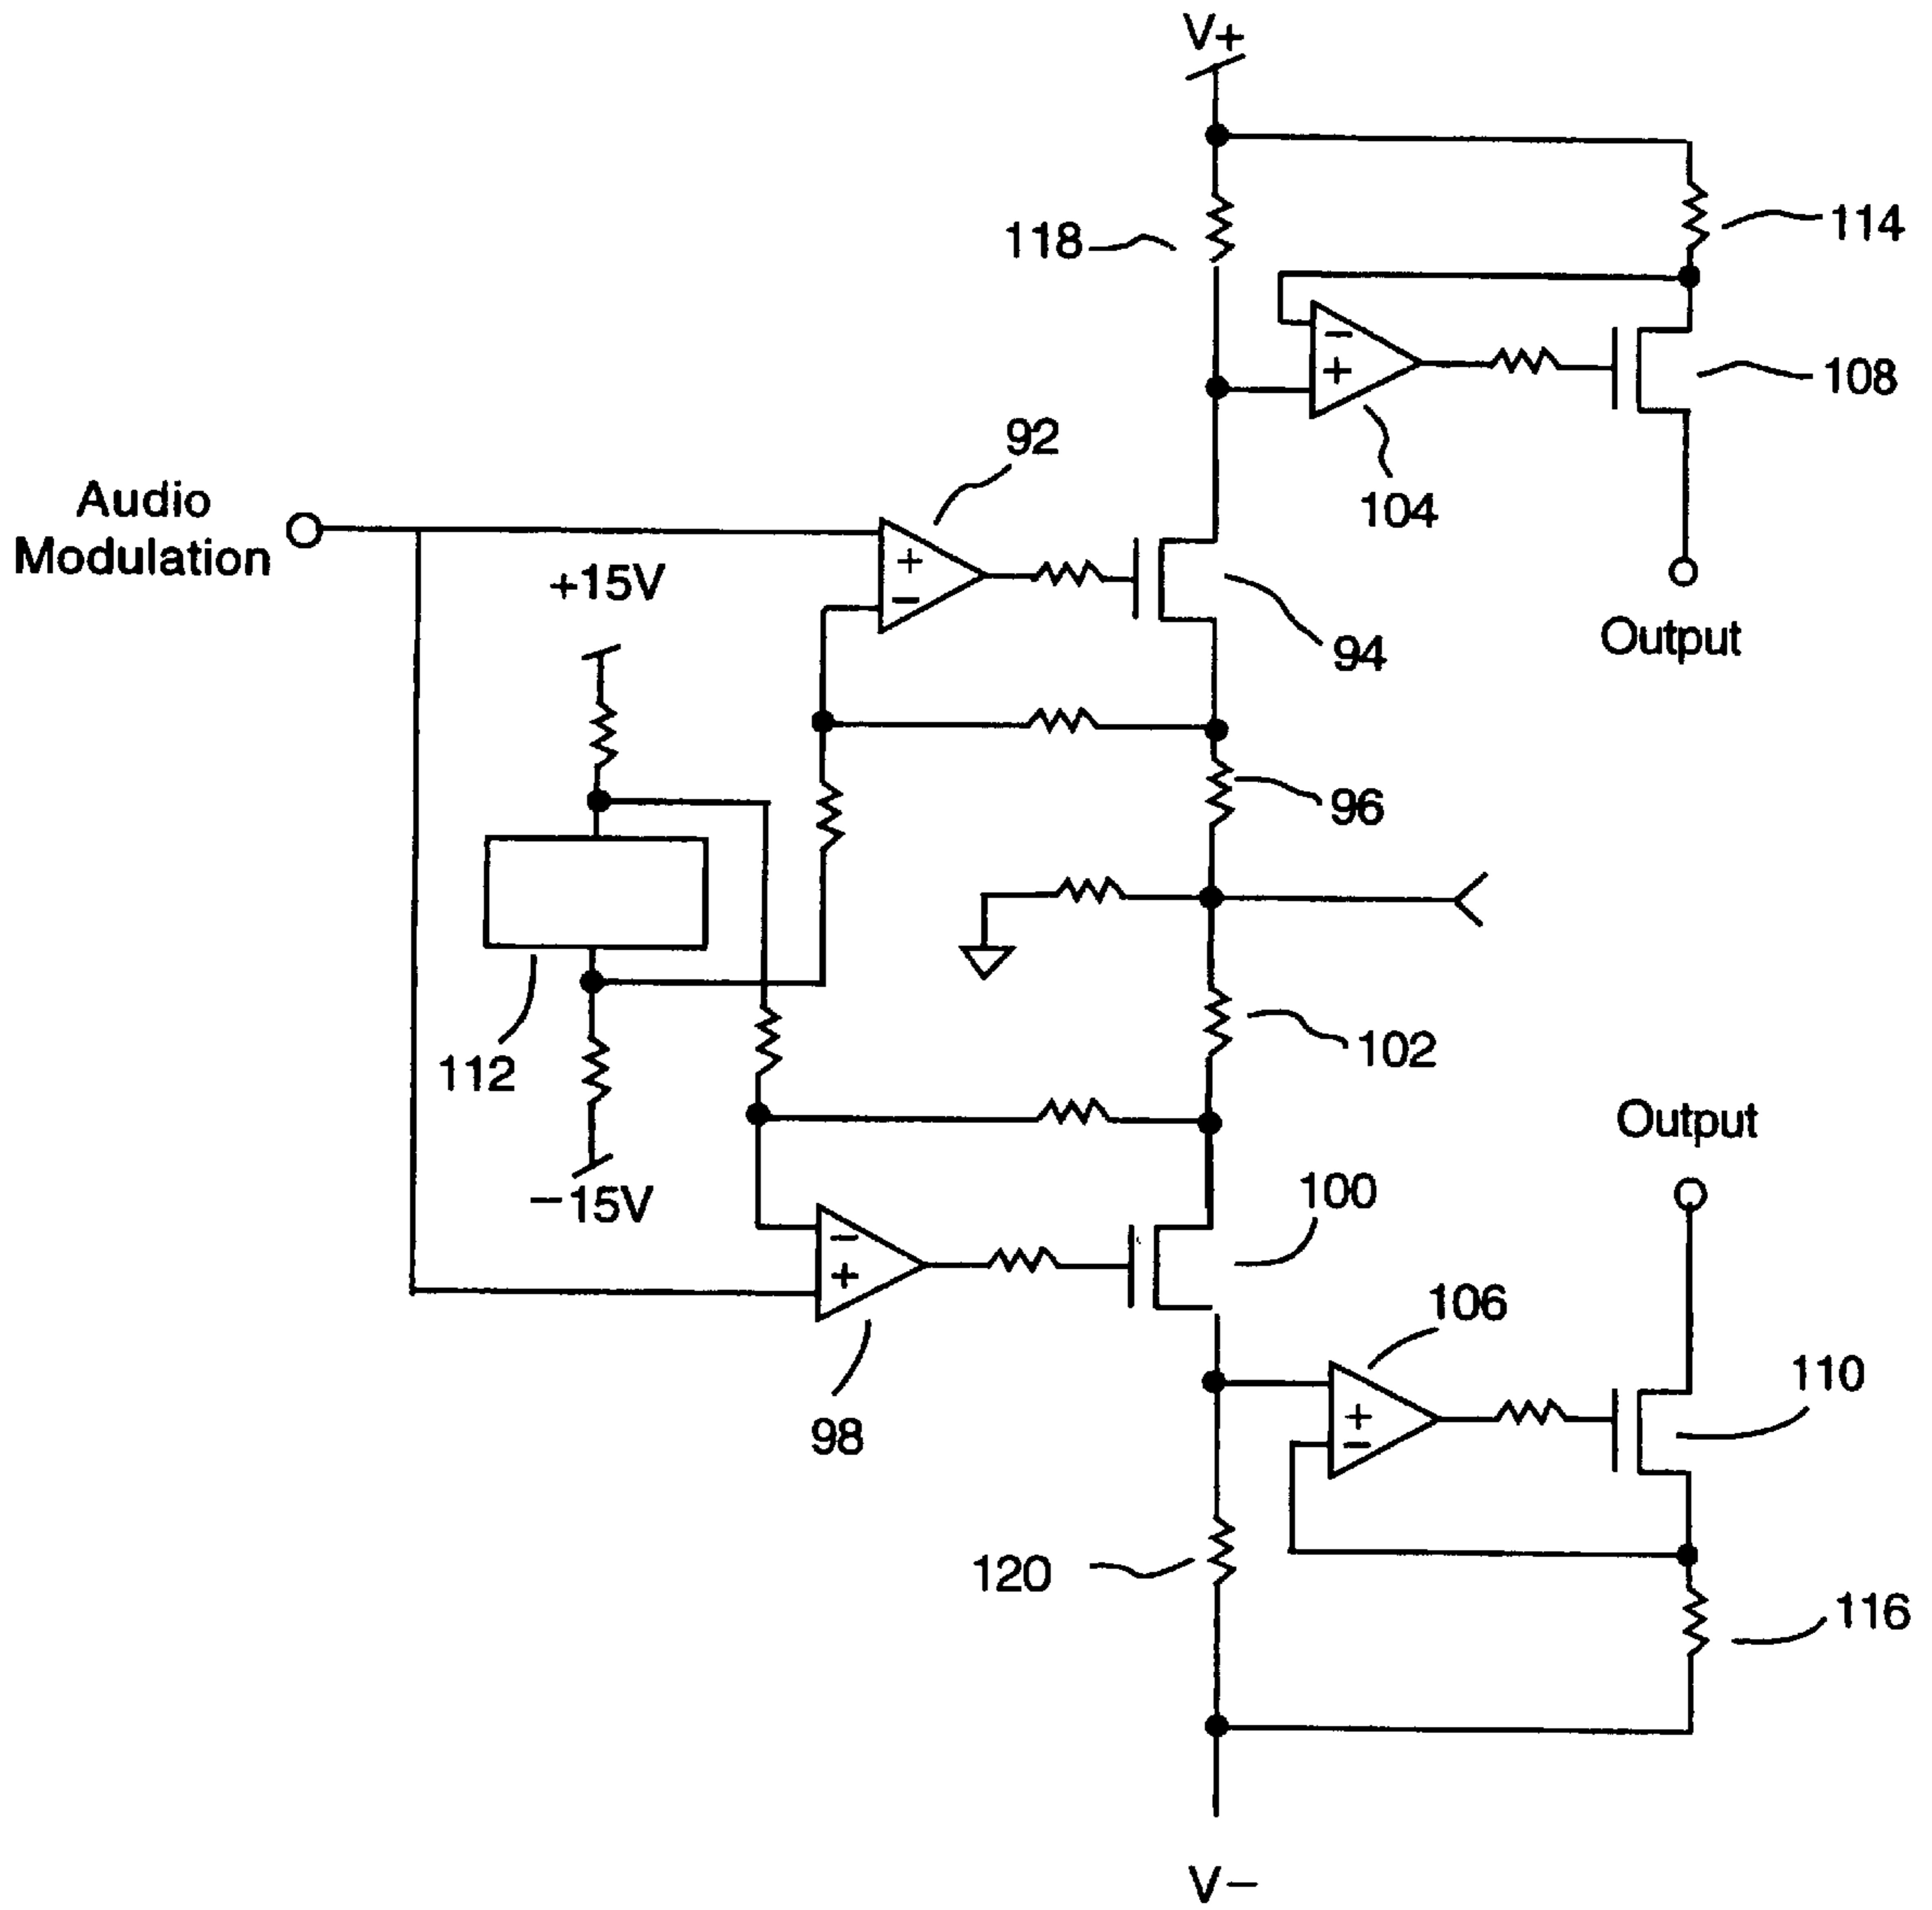 V+
118
114
−
+
108
104
92
Audio
Modulation
+15V
+
−
94
Output
96
112
102
Output
−15V
100
−
+
106
98
+
−
110
120
116
V−